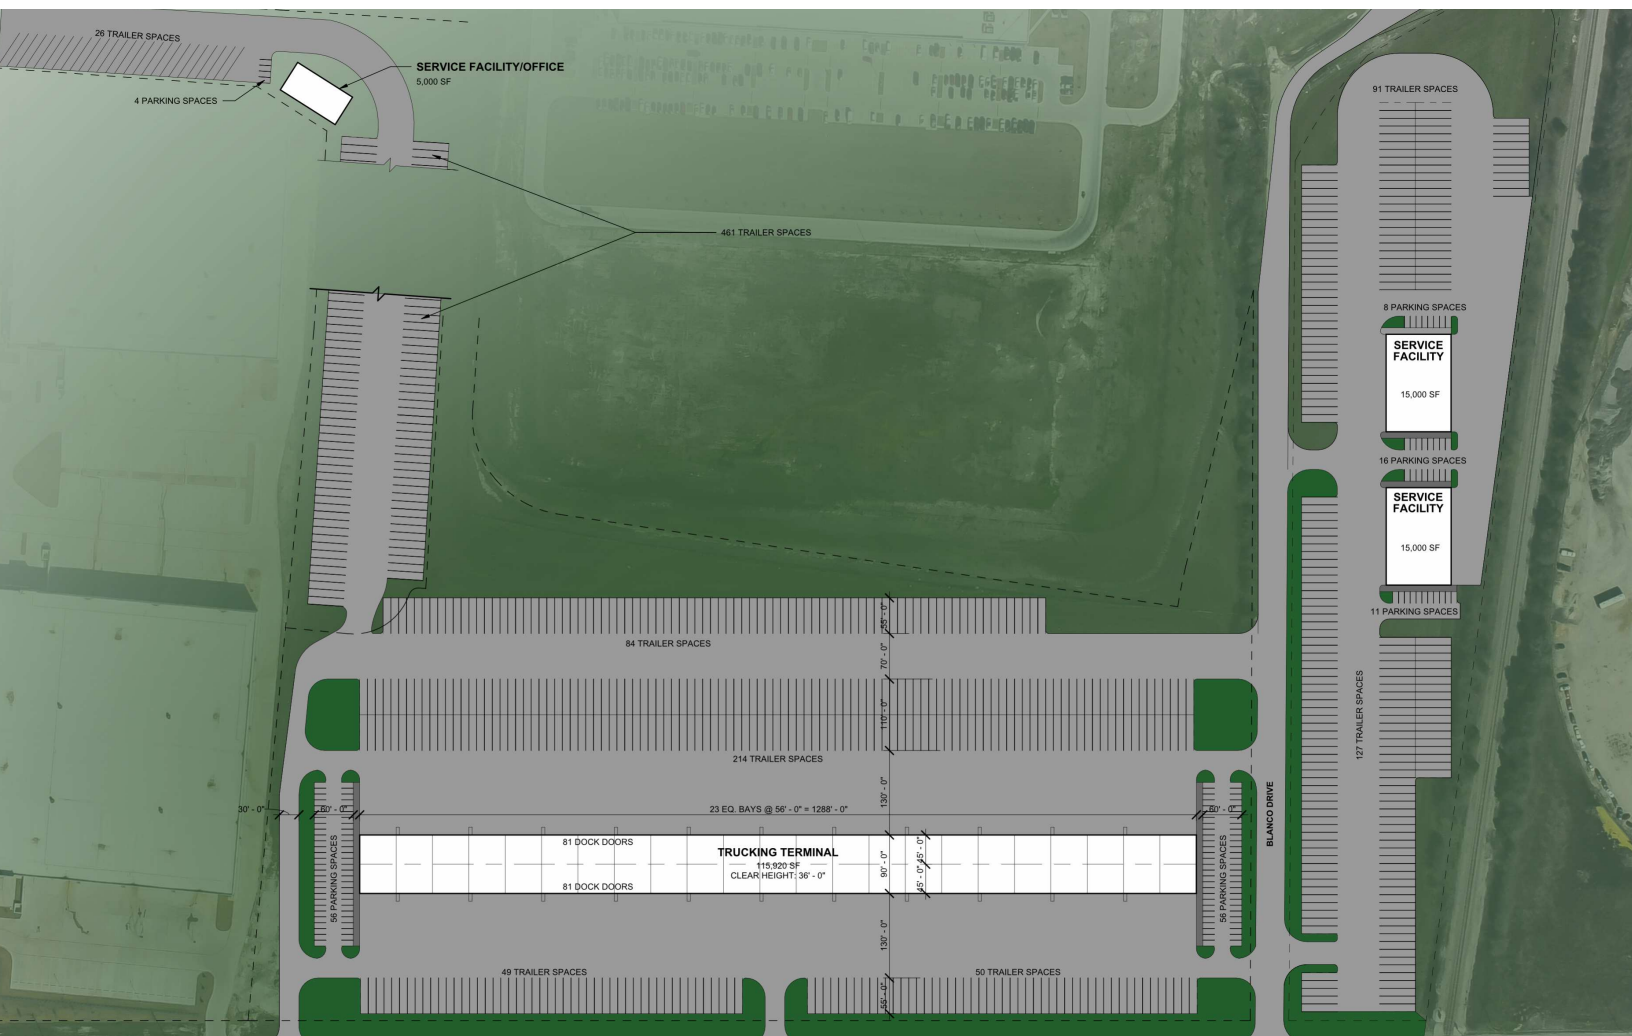 26 TRAILER SPACES
SERVICE FACILITY/OFFICE
5,000 SF
4 PARKING SPACES
91 TRAILER SPACES
461 TRAILER SPACES
8 PARKING SPACES
SERVICE
FACILITY
15,000 SF
16 PARKING SPACES
SERVICE
FACILITY
15,000 SF
11 PARKING SPACES
55' - 0"
84 TRAILER SPACES
70' - 0"
127 TRAILER SPACES
110' - 0"
214 TRAILER SPACES
130' - 0"
30' - 0"
60' - 0"
23 EQ. BAYS @ 56' - 0" = 1288' - 0"
60' - 0"
BLANCO DRIVE
81 DOCK DOORS
TRUCKING TERMINAL
115,920 SF
CLEAR HEIGHT: 36' - 0"
81 DOCK DOORS
90' - 0"
45' - 0"
45' - 0"
56 PARKING SPACES
56 PARKING SPACES
130' - 0"
49 TRAILER SPACES
50 TRAILER SPACES
55' - 0"